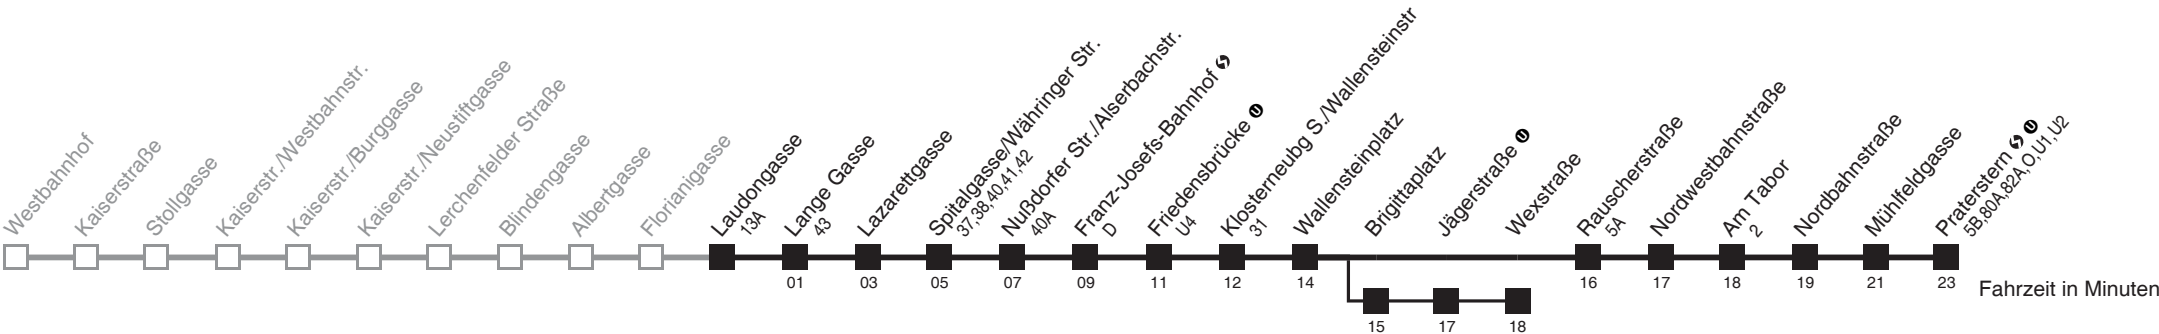 Westbahnhof
Kaiserstraße
Stollgasse
Kaiserstr./Westbahnstr.
Kaiserstr./Burggasse
Kaiserstr./Neustiftgasse
Lerchenfelder Straße
Blindengasse
Albertgasse
Florianigasse
Laudongasse
13A
Lange Gasse
43
Lazarettgasse
Spitalgasse/Währinger Str.
37,38,40,41,42
Nußdorfer Str./Alserbachstr.
40A
Franz-Josefs-Bahnhof S
D
Friedensbrücke U
U4
Klosterneubg S./Wallensteinstr
31
Wallensteinplatz
Brigittaplatz
Jägerstraße U
Wexstraße
Rauscherstraße
5A
Nordwestbahnstraße
Am Tabor
2
Nordbahnstraße
Mühlfeldgasse
Praterstern S U
5B,80A,82A,O,U1,U2
01 03 05 07 09 11 12 14 16 17 18 19 21 23
Fahrzeit in Minuten
15 17 18